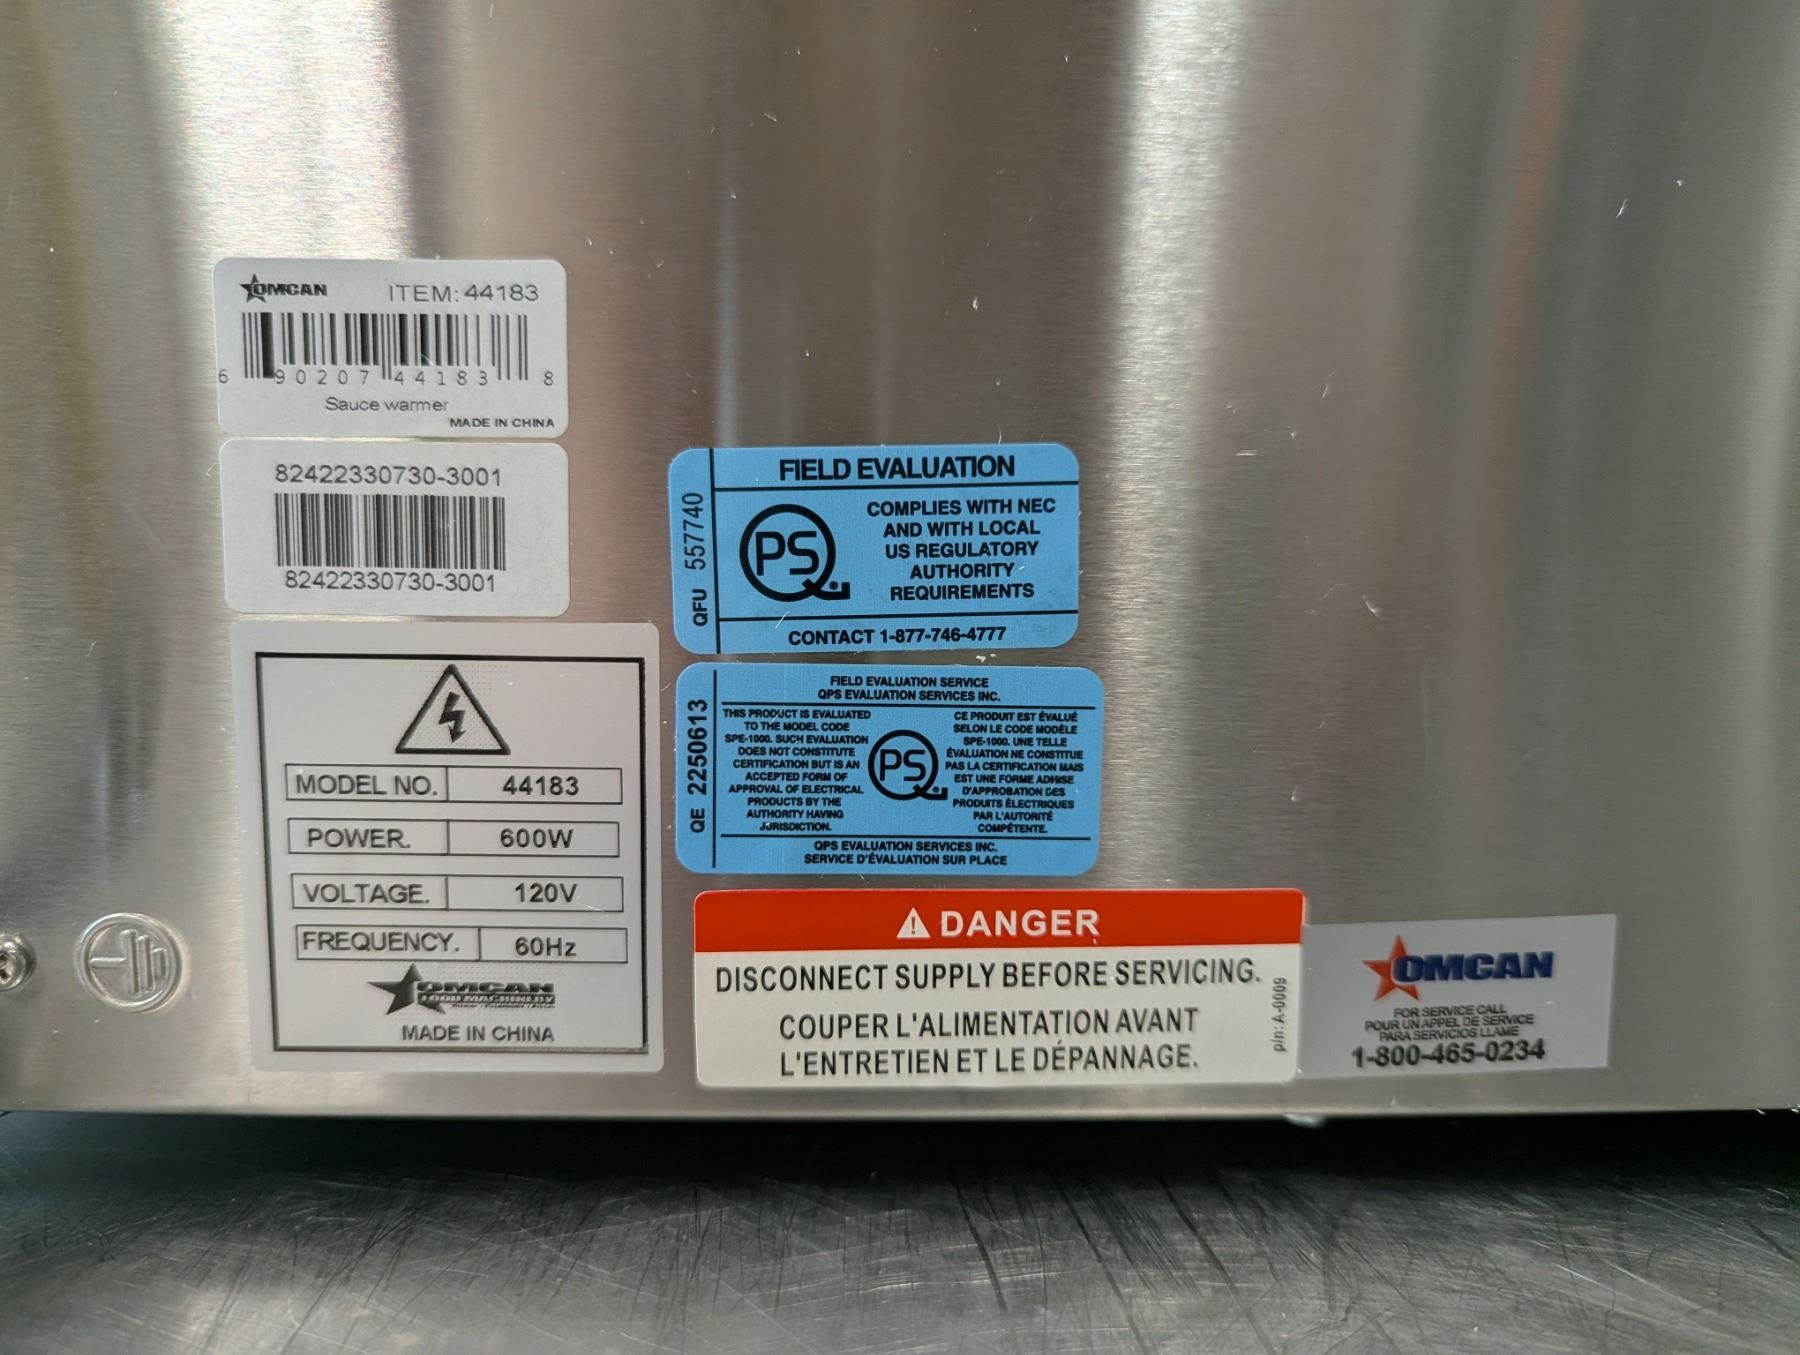 OMCAN ITEM: 44183
6 90207 44183 8
Sauce warmer
MADE IN CHINA
82422330730-3001
82422330730-3001
MODEL NO. 44183
POWER. 600W
VOLTAGE. 120V
FREQUENCY. 60Hz
OMCAN
FOOD MACHINERY
MADE IN CHINA
QFU 557740
FIELD EVALUATION
QPS
COMPLIES WITH NEC
AND WITH LOCAL
US REGULATORY
AUTHORITY
REQUIREMENTS
CONTACT 1-877-746-4777
QE 2250613
FIELD EVALUATION SERVICE
QPS EVALUATION SERVICES INC.
THIS PRODUCT IS EVALUATED
TO THE MODEL CODE
SPE-1000. SUCH EVALUATION
DOES NOT CONSTITUTE
CERTIFICATION BUT IS AN
ACCEPTED FORM OF
APPROVAL OF ELECTRICAL
PRODUCTS BY THE
AUTHORITY HAVING
JURISDICTION.
QPS
CE PRODUIT EST ÉVALUÉ
SELON LE CODE MODÈLE
SPE-1000. UNE TELLE
ÉVALUATION NE CONSTITUE
PAS LA CERTIFICATION MAIS
EST UNE FORME ADMISE
D'APPROBATION DES
PRODUITS ÉLECTRIQUES
PAR L'AUTORITÉ
COMPÉTENTE.
QPS EVALUATION SERVICES INC.
SERVICE D'ÉVALUATION SUR PLACE
DANGER
DISCONNECT SUPPLY BEFORE SERVICING.
COUPER L'ALIMENTATION AVANT
L'ENTRETIEN ET LE DÉPANNAGE.
p/n: A-0009
OMCAN
FOR SERVICE CALL
POUR UN APPEL DE SERVICE
PARA SERVICIOS LLAME
1-800-465-0234